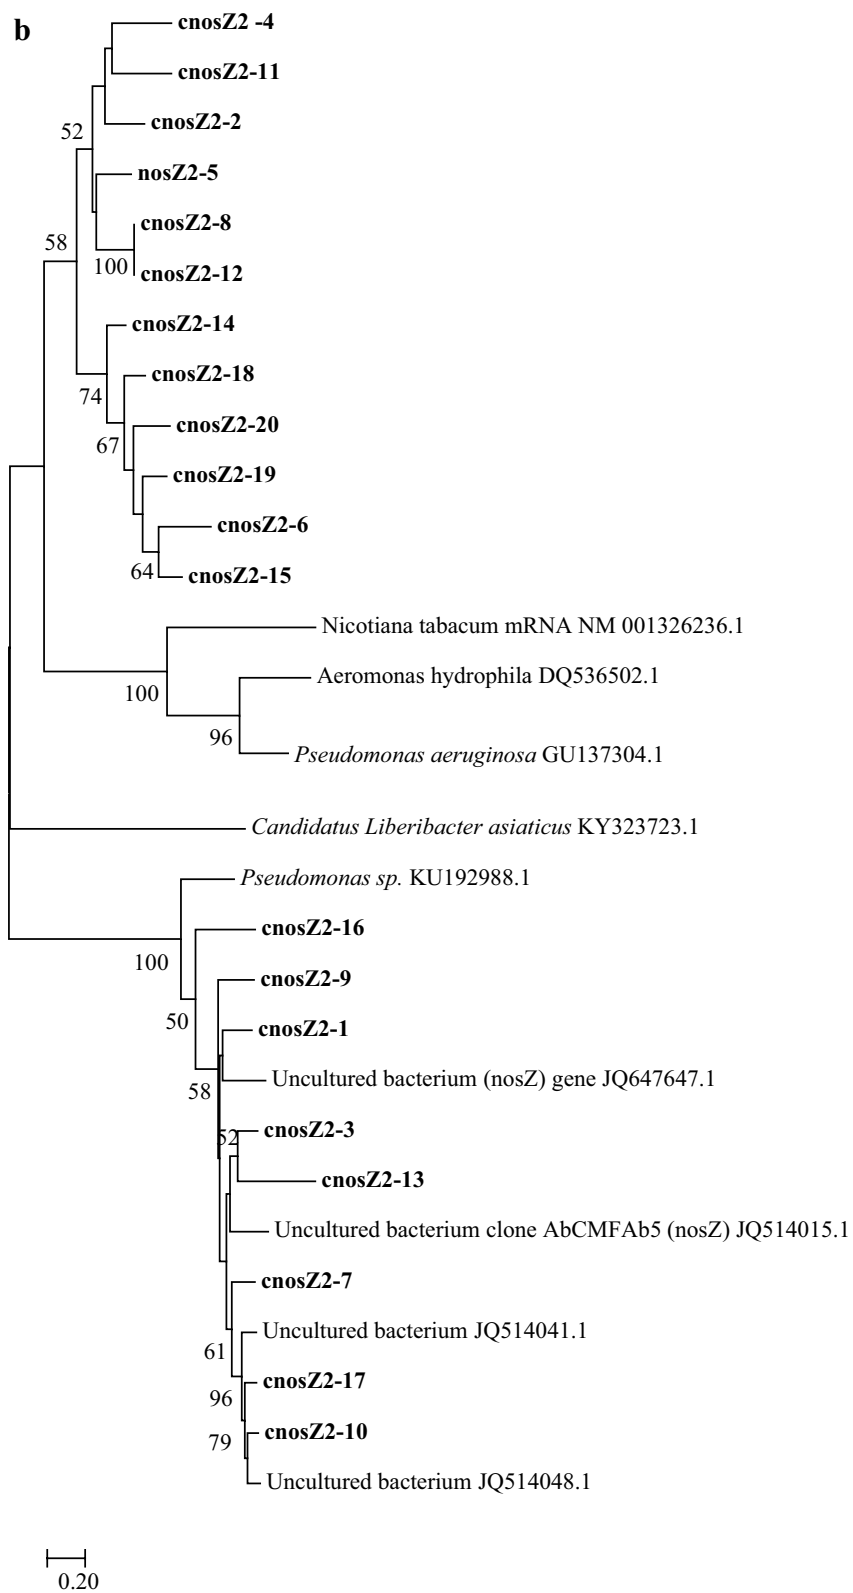 b
cnosZ2 -4
cnosZ2-11
cnosZ2-2
52
nosZ2-5
cnosZ2-8
58
100
cnosZ2-12
cnosZ2-14
cnosZ2-18
74
cnosZ2-20
67
cnosZ2-19
cnosZ2-6
64
cnosZ2-15
Nicotiana tabacum mRNA NM 001326236.1
Aeromonas hydrophila DQ536502.1
100
96
Pseudomonas aeruginosa GU137304.1
Candidatus Liberibacter asiaticus KY323723.1
Pseudomonas sp. KU192988.1
cnosZ2-16
100
cnosZ2-9
50
cnosZ2-1
Uncultured bacterium (nosZ) gene JQ647647.1
58
52
cnosZ2-3
cnosZ2-13
Uncultured bacterium clone AbCMFAb5 (nosZ) JQ514015.1
cnosZ2-7
Uncultured bacterium JQ514041.1
61
cnosZ2-17
96
cnosZ2-10
79
Uncultured bacterium JQ514048.1
0.20